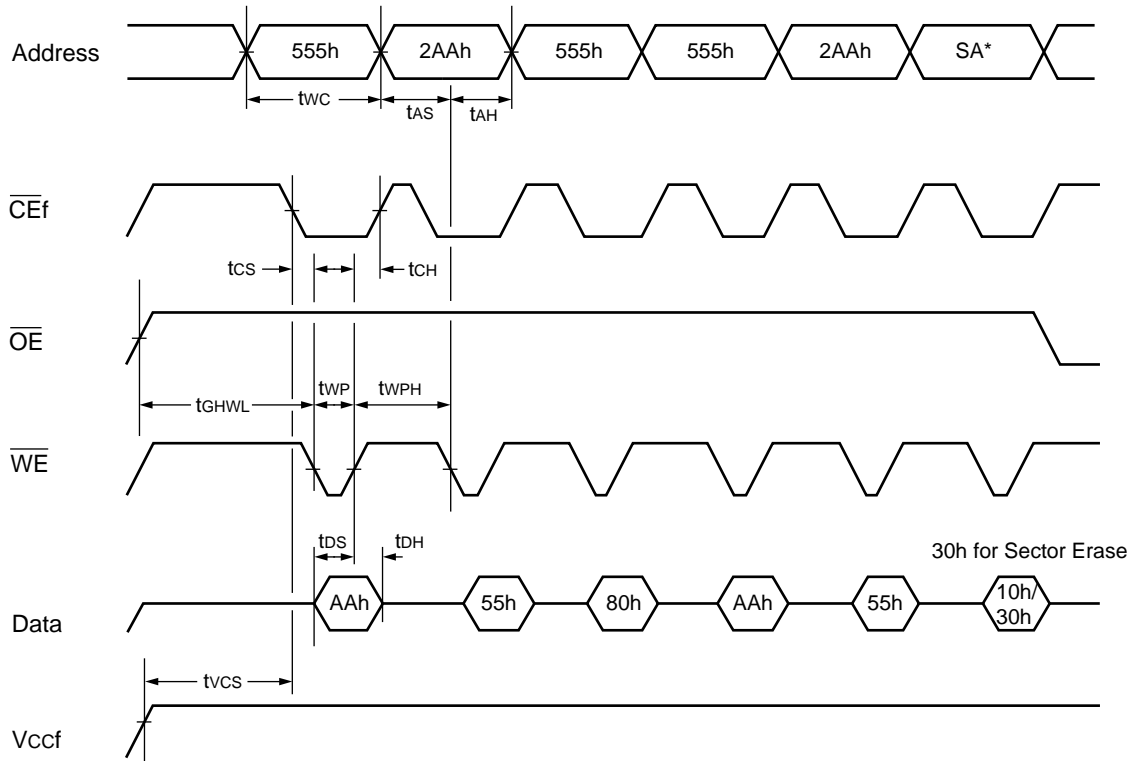 Address 555h 2AAh 555h 555h 2AAh SA*
tWC tAS tAH
CEf
tCS tCH
OE
tGHWL tWP tWPH
WE
tDS tDH
30h for Sector Erase
Data AAh 55h 80h AAh 55h 10h/
30h
tVCS
VCCf